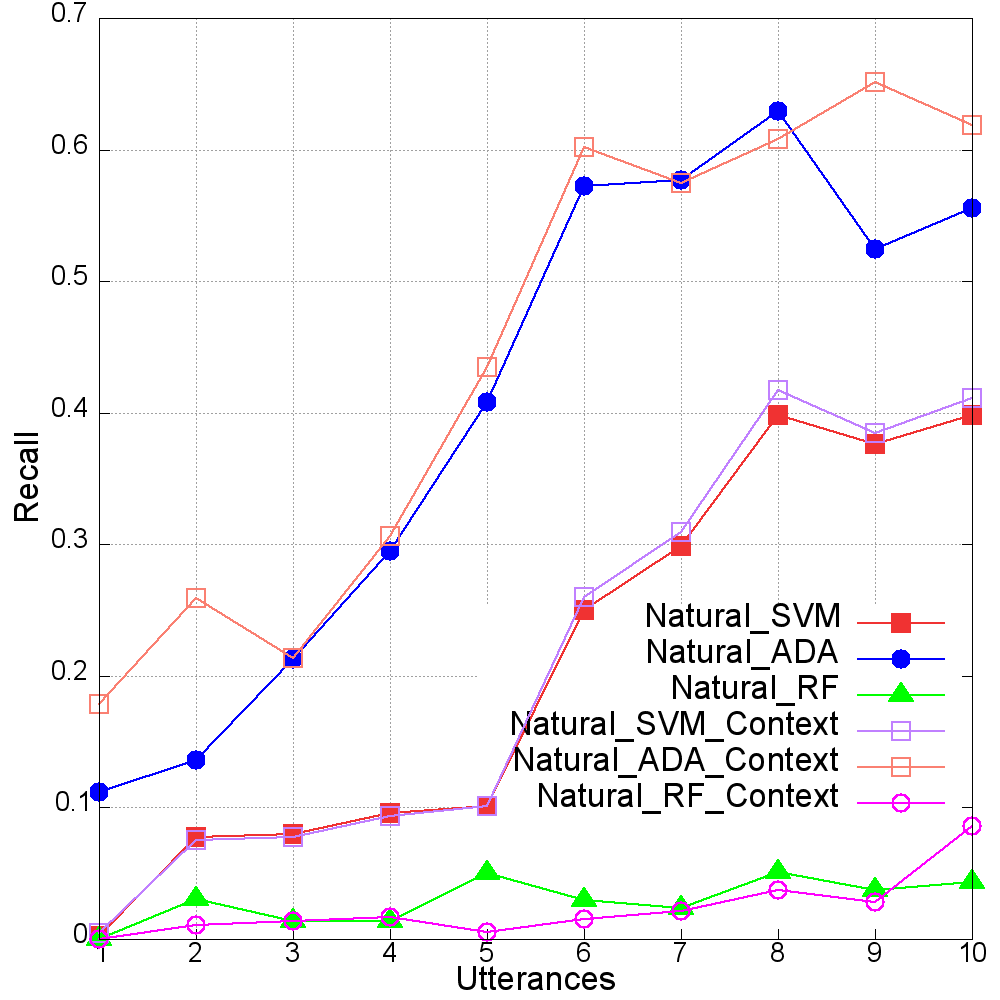 0.7
0.6
0.5
0.4
0.3
0.2
0.1
0
Recall
Natural_SVM
Natural_ADA
Natural_RF
Natural_SVM_Context
Natural_ADA_Context
Natural_RF_Context
1 2 3 4 5 6 7 8 9 10
Utterances